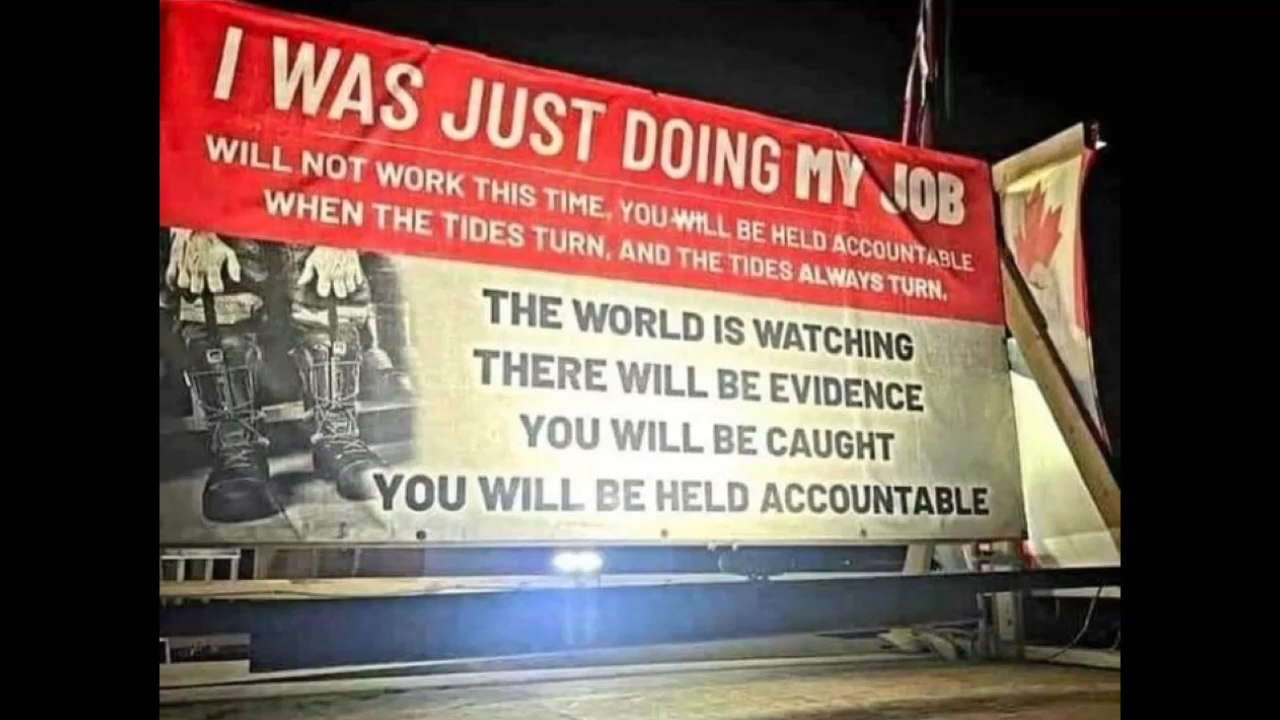 I WAS JUST DOING MY JOB
WILL NOT WORK THIS TIME, YOU WILL BE HELD ACCOUNTABLE
WHEN THE TIDES TURN, AND THE TIDES ALWAYS TURN.
THE WORLD IS WATCHING
THERE WILL BE EVIDENCE
YOU WILL BE CAUGHT
YOU WILL BE HELD ACCOUNTABLE